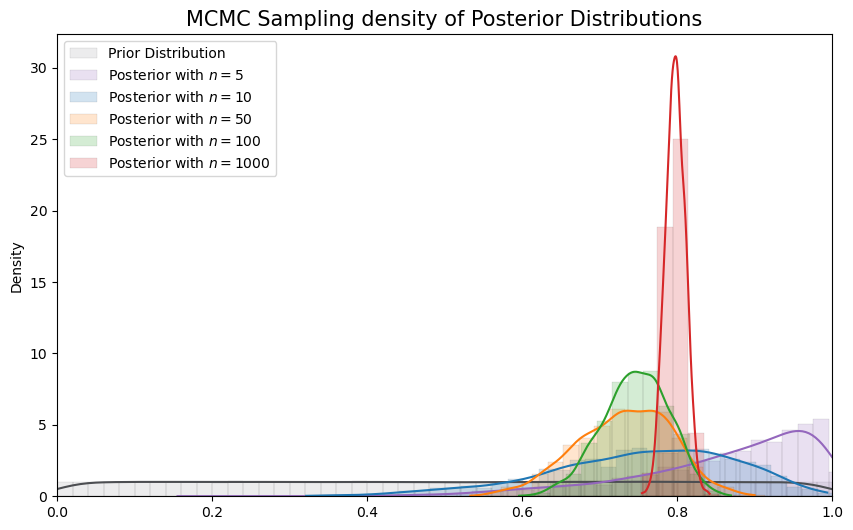 MCMC Sampling density of Posterior Distributions
Prior Distribution
Posterior with n = 5
Posterior with n = 10
Posterior with n = 50
Posterior with n = 100
Posterior with n = 1000
Density
30
25
20
15
10
5
0
0.0
0.2
0.4
0.6
0.8
1.0